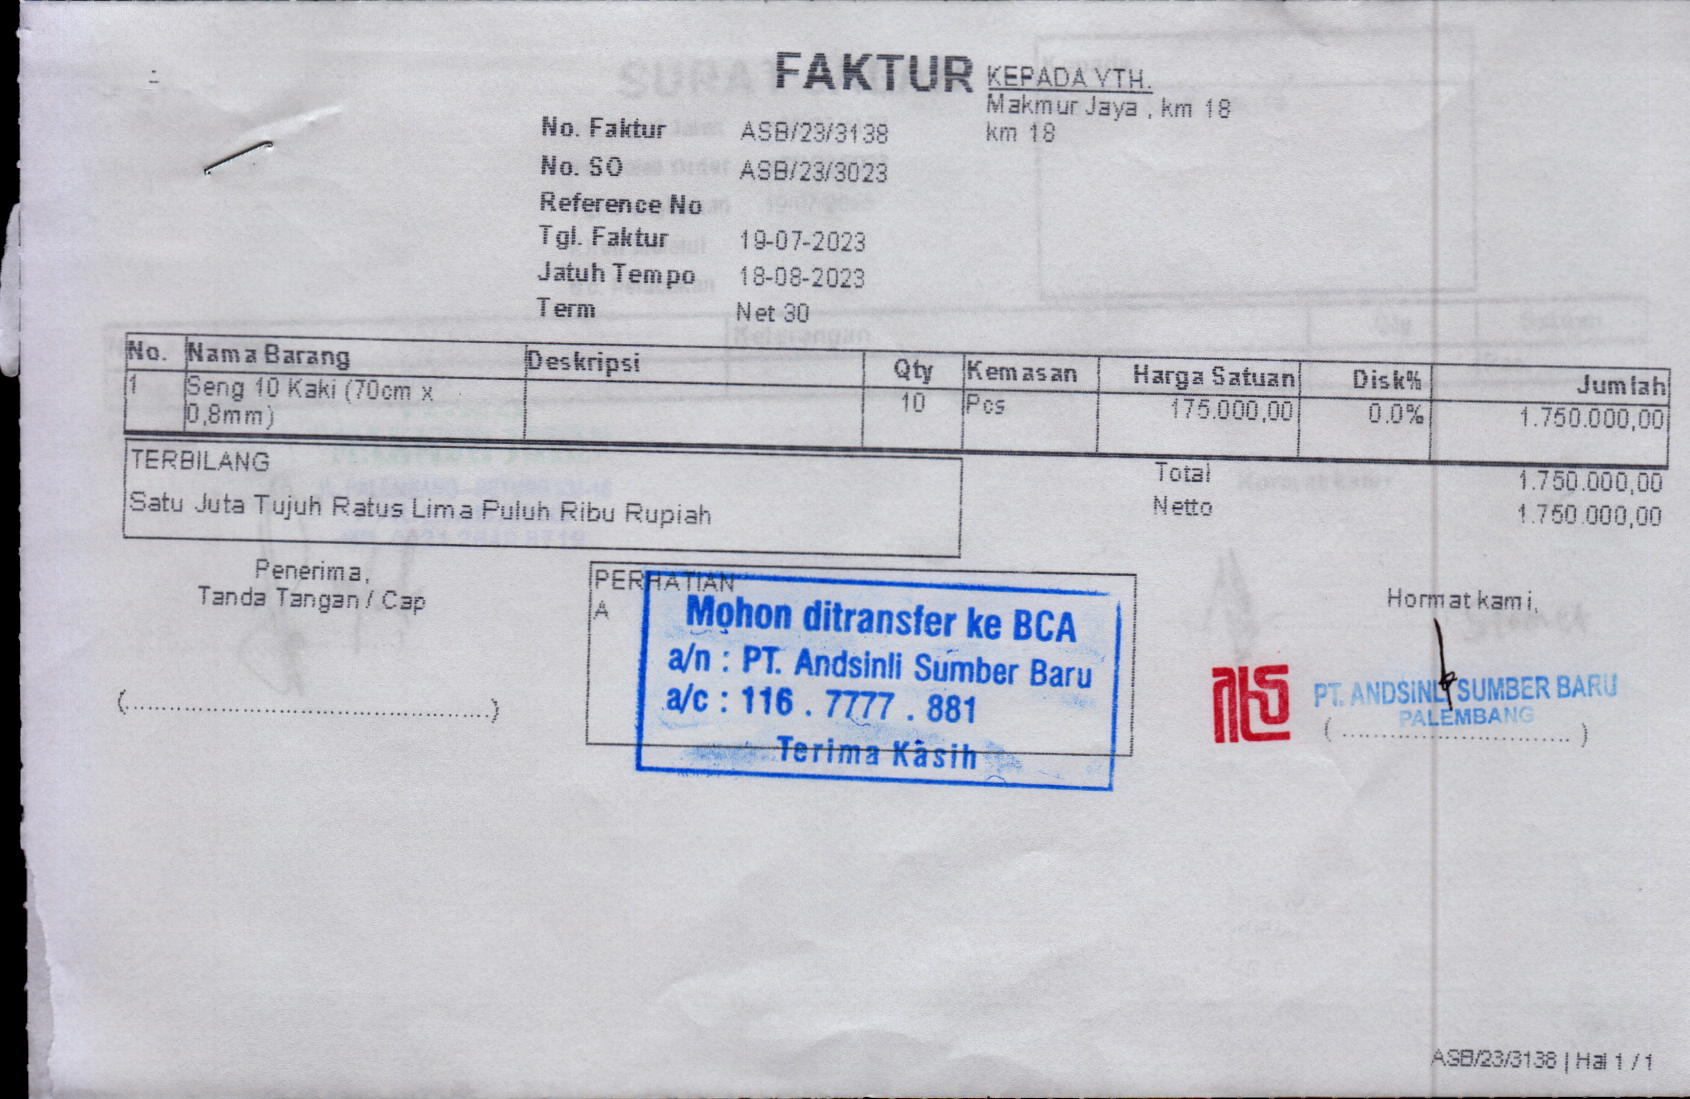 FAKTUR
KEPADA YTH.
Makmur Jaya , km 18
km 18
No. Faktur ASB/23/3138
No. SO ASB/23/3023
Reference No
Tgl. Faktur 19-07-2023
Jatuh Tempo 18-08-2023
Term Net 30
No. Nama Barang Deskripsi Qty Kemasan Harga Satuan Disk% Jumlah
1 Seng 10 Kaki (70cm x 10 Pcs 175.000,00 0.0% 1.750.000,00
0,8mm)
TERBILANG
Satu Juta Tujuh Ratus Lima Puluh Ribu Rupiah
Total 1.750.000,00
Netto 1.750.000,00
Penerima,
Tanda Tangan / Cap
(................................................)
PERHATIAN
A
Mohon ditransfer ke BCA
a/n : PT. Andsinli Sumber Baru
a/c : 116 . 7777 . 881
Terima Kasih
Hormat kami,
PT. ANDSINLI SUMBER BARU
PALEMBANG
( .............................. )
ASB/23/3138 | Hal 1 / 1